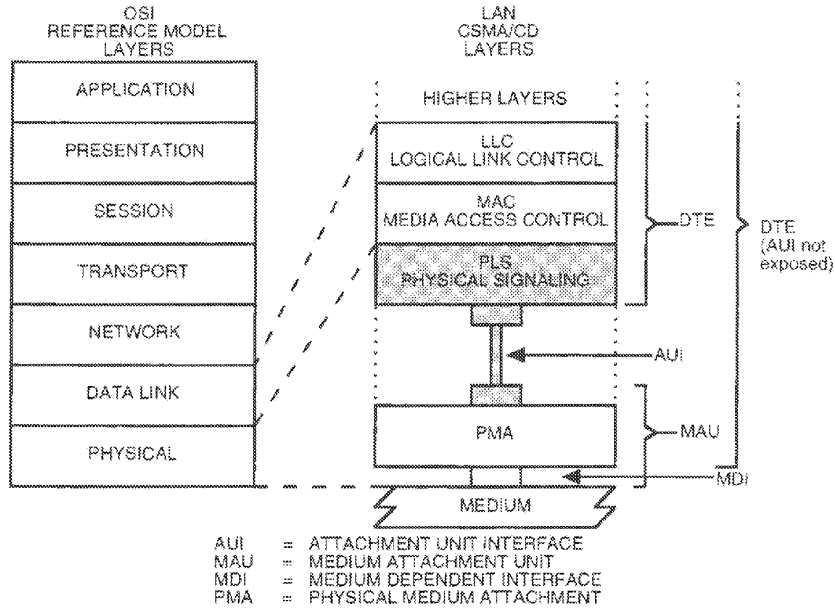 OSI
REFERENCE MODEL
LAYERS
APPLICATION
PRESENTATION
SESSION
TRANSPORT
NETWORK
DATA LINK
PHYSICAL
LAN
CSMA/CD
LAYERS
HIGHER LAYERS
LLC
LOGICAL LINK CONTROL
MAC
MEDIA ACCESS CONTROL
PLS
PHYSICAL SIGNALING
AUI
PMA
MDI
MEDIUM
DTE
MAU
DTE
(AUI not
exposed)
AUI = ATTACHMENT UNIT INTERFACE
MAU = MEDIUM ATTACHMENT UNIT
MDI = MEDIUM DEPENDENT INTERFACE
PMA = PHYSICAL MEDIUM ATTACHMENT